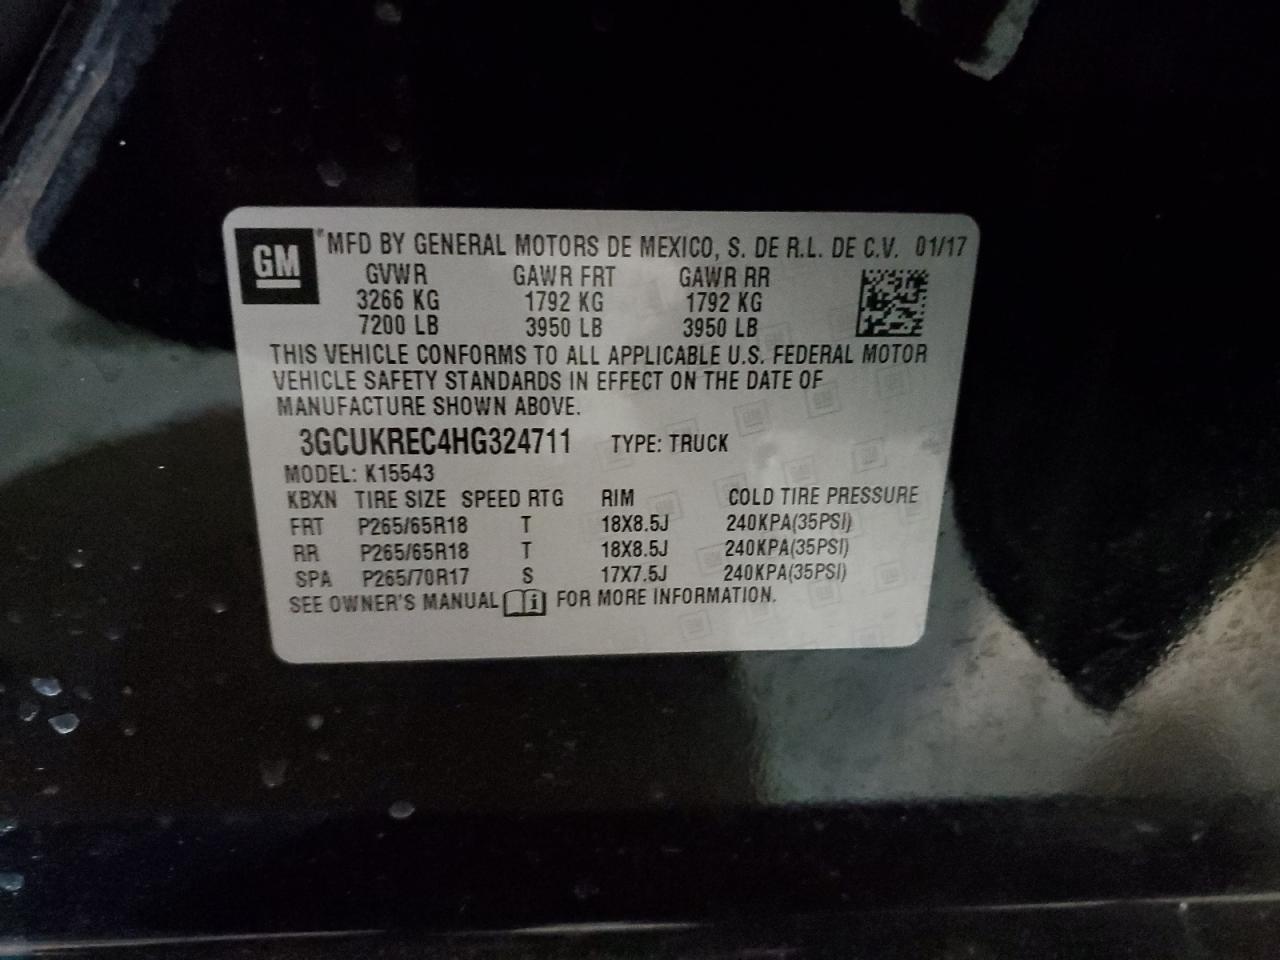 GM
MFD BY GENERAL MOTORS DE MEXICO, S. DE R.L. DE C.V. 01/17
GVWR GAWR FRT GAWR RR
3266 KG 1792 KG 1792 KG
7200 LB 3950 LB 3950 LB
THIS VEHICLE CONFORMS TO ALL APPLICABLE U.S. FEDERAL MOTOR
VEHICLE SAFETY STANDARDS IN EFFECT ON THE DATE OF
MANUFACTURE SHOWN ABOVE.
3GCUKREC4HG324711 TYPE: TRUCK
MODEL: K15543
KBXN TIRE SIZE SPEED RTG RIM COLD TIRE PRESSURE
FRT P265/65R18 T 18X8.5J 240KPA(35PSI)
RR P265/65R18 T 18X8.5J 240KPA(35PSI)
SPA P265/70R17 S 17X7.5J 240KPA(35PSI)
SEE OWNER'S MANUAL i FOR MORE INFORMATION.